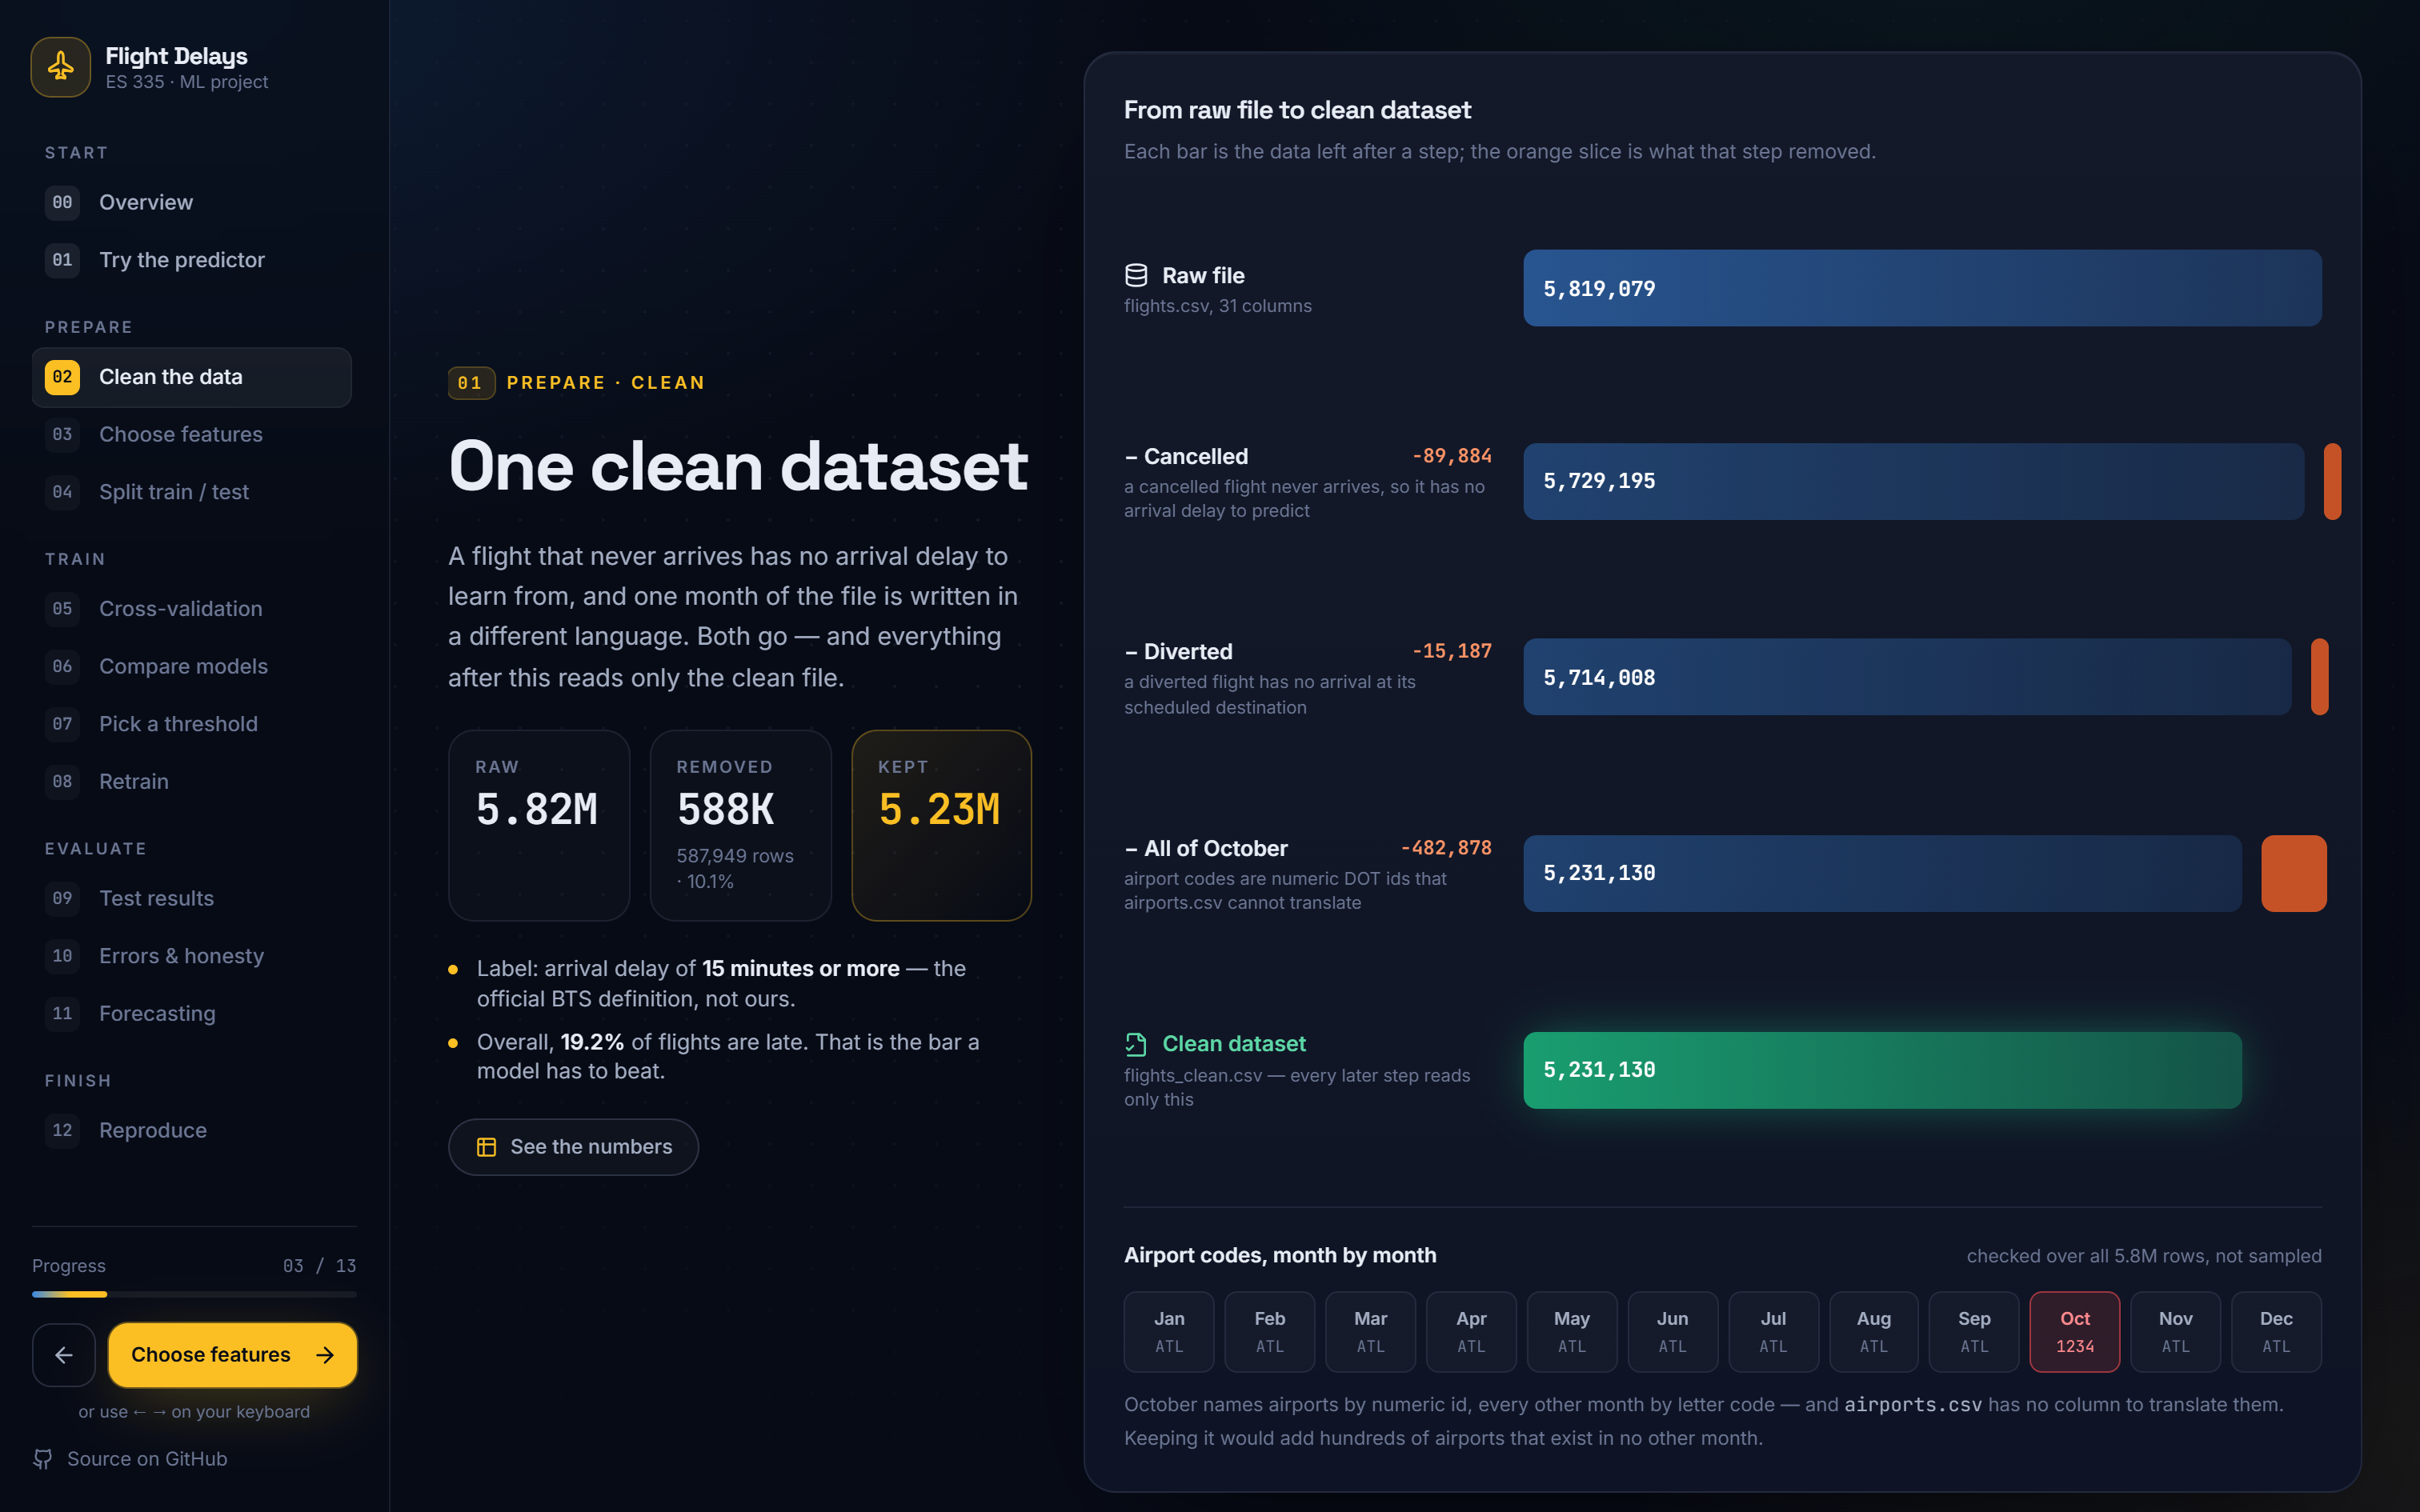 Flight Delays
ES 335 · ML project
START
00 Overview
01 Try the predictor
PREPARE
02 Clean the data
03 Choose features
04 Split train / test
TRAIN
05 Cross-validation
06 Compare models
07 Pick a threshold
08 Retrain
EVALUATE
09 Test results
10 Errors & honesty
11 Forecasting
FINISH
12 Reproduce
Progress 03 / 13
Choose features →
or use ← → on your keyboard
Source on GitHub
01 PREPARE · CLEAN
One clean dataset
A flight that never arrives has no arrival delay to
learn from, and one month of the file is written in
a different language. Both go — and everything
after this reads only the clean file.
RAW
5.82M
REMOVED
588K
587,949 rows
· 10.1%
KEPT
5.23M
Label: arrival delay of 15 minutes or more — the
official BTS definition, not ours.
Overall, 19.2% of flights are late. That is the bar a
model has to beat.
See the numbers
From raw file to clean dataset
Each bar is the data left after a step; the orange slice is what that step removed.
Raw file
flights.csv, 31 columns
5,819,079
– Cancelled -89,884
a cancelled flight never arrives, so it has no
arrival delay to predict
5,729,195
– Diverted -15,187
a diverted flight has no arrival at its
scheduled destination
5,714,008
– All of October -482,878
airport codes are numeric DOT ids that
airports.csv cannot translate
5,231,130
Clean dataset
flights_clean.csv — every later step reads
only this
5,231,130
Airport codes, month by month
checked over all 5.8M rows, not sampled
Jan Feb Mar Apr May Jun Jul Aug Sep Oct Nov Dec
ATL ATL ATL ATL ATL ATL ATL ATL ATL 1234 ATL ATL
October names airports by numeric id, every other month by letter code — and airports.csv has no column to translate them.
Keeping it would add hundreds of airports that exist in no other month.